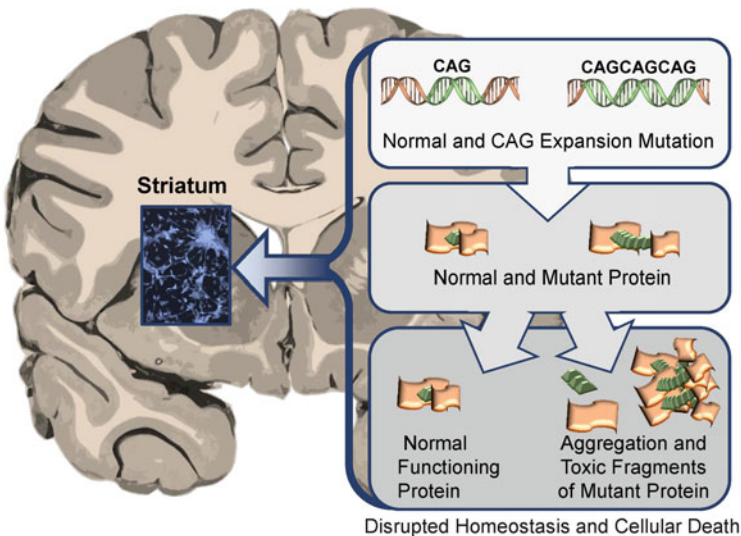 CAG
CAGCAGCAG
Normal and CAG Expansion Mutation
Striatum
Normal and Mutant Protein
Normal
Functioning
Protein
Aggregation and
Toxic Fragments
of Mutant Protein
Disrupted Homeostasis and Cellular Death